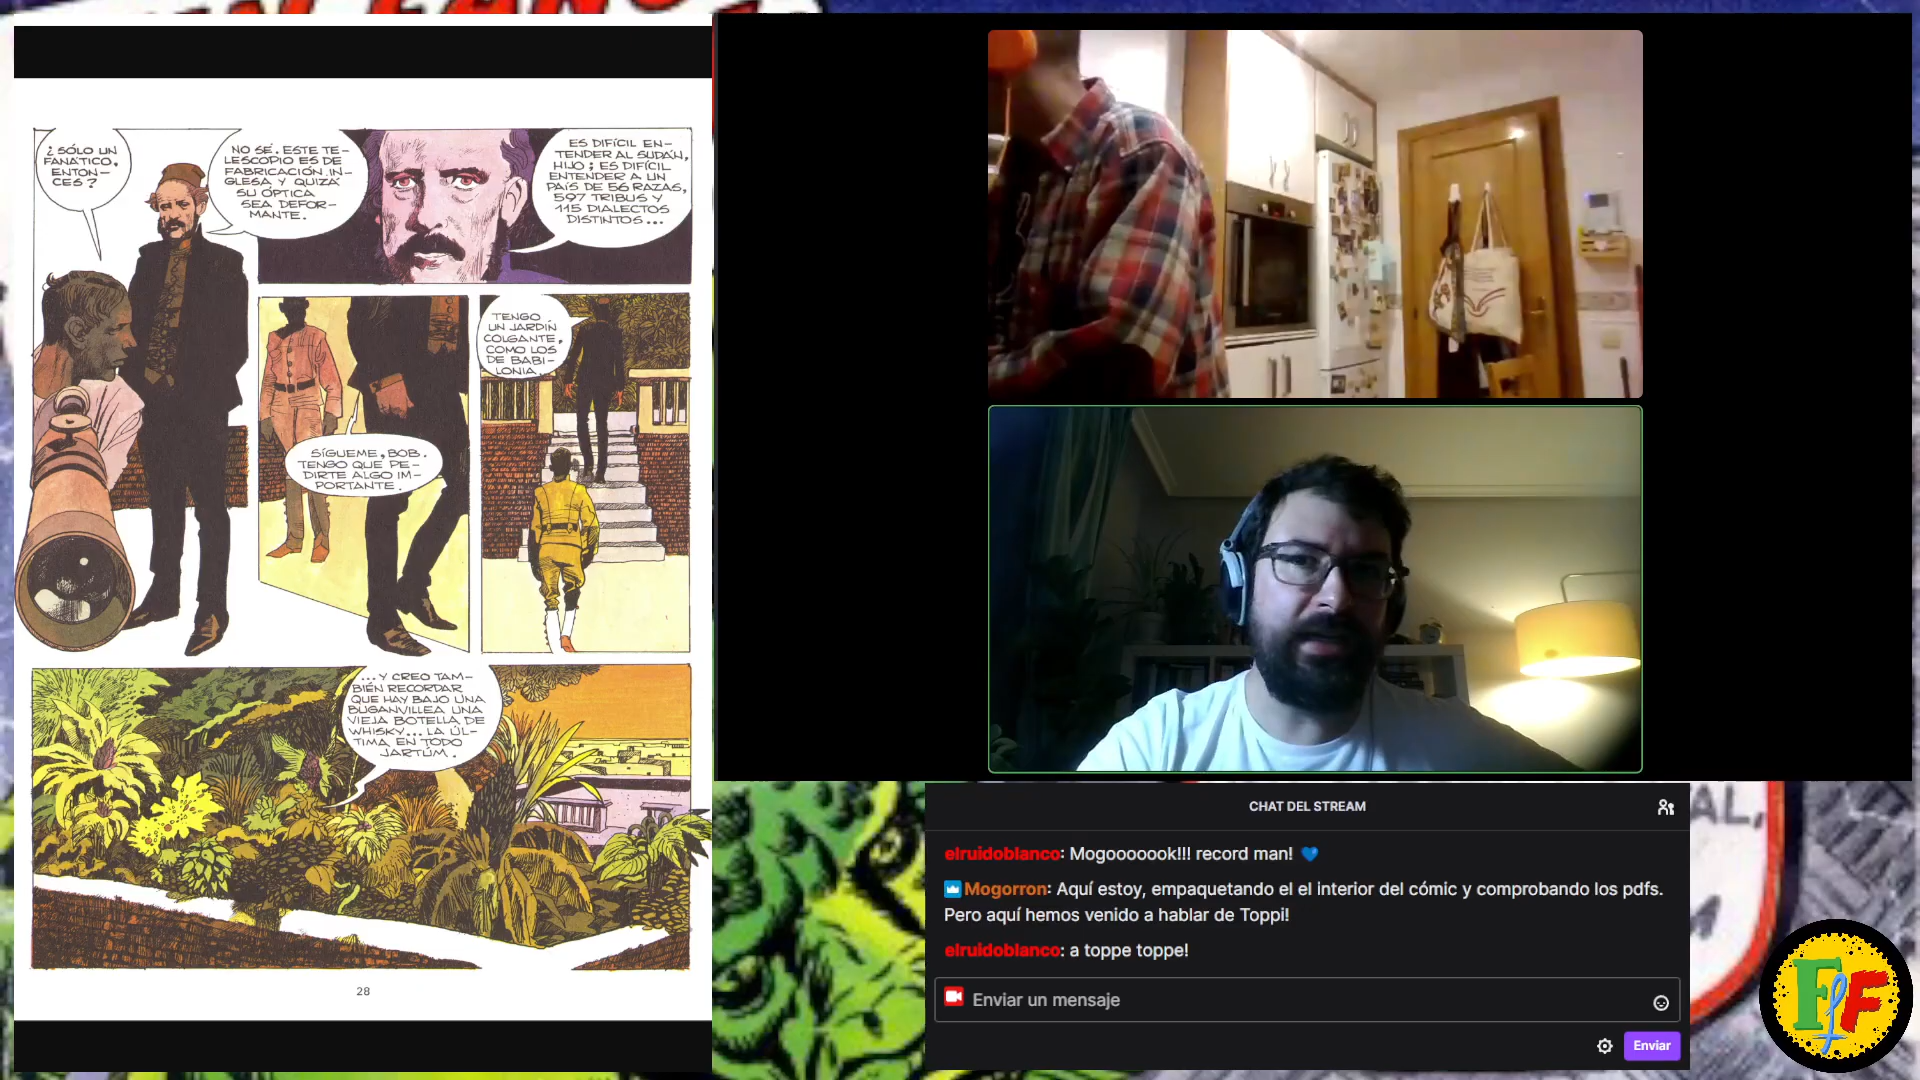 ¿SÓLO UN
FANÁTICO,
ENTON-
CES?
NO SÉ. ESTE TE-
LESCOPIO ES DE
FABRICACIÓN IN-
GLESA Y QUIZÁ
SU ÓPTICA
SEA DEFOR-
MANTE.
ES DIFÍCIL EN-
TENDER AL SUDÁN,
HIJO; ES DIFÍCIL
ENTENDER A UN
PAÍS DE 56 RAZAS,
597 TRIBUS Y
115 DIALECTOS
DISTINTOS...
SÍGUEME, BOB.
TENGO QUE PE-
DIRTE ALGO IM-
PORTANTE.
TENGO
UN JARDÍN
COLGANTE,
COMO LOS
DE BABI-
LONIA.
...Y CREO TAM-
BIÉN RECORDAR
QUE HAY BAJO UNA
BUGANVILLEA UNA
VIEJA BOTELLA DE
WHISKY... LA ÚL-
TIMA EN TODO
JARTUM.
28
CHAT DEL STREAM
elruidoblanco: Mogooooook!!! record man! 💙
Mogorron: Aquí estoy, empaquetando el el interior del cómic y comprobando los pdfs.
Pero aquí hemos venido a hablar de Toppi!
elruidoblanco: a toppe toppe!
Enviar un mensaje
Enviar
AL,
FfF